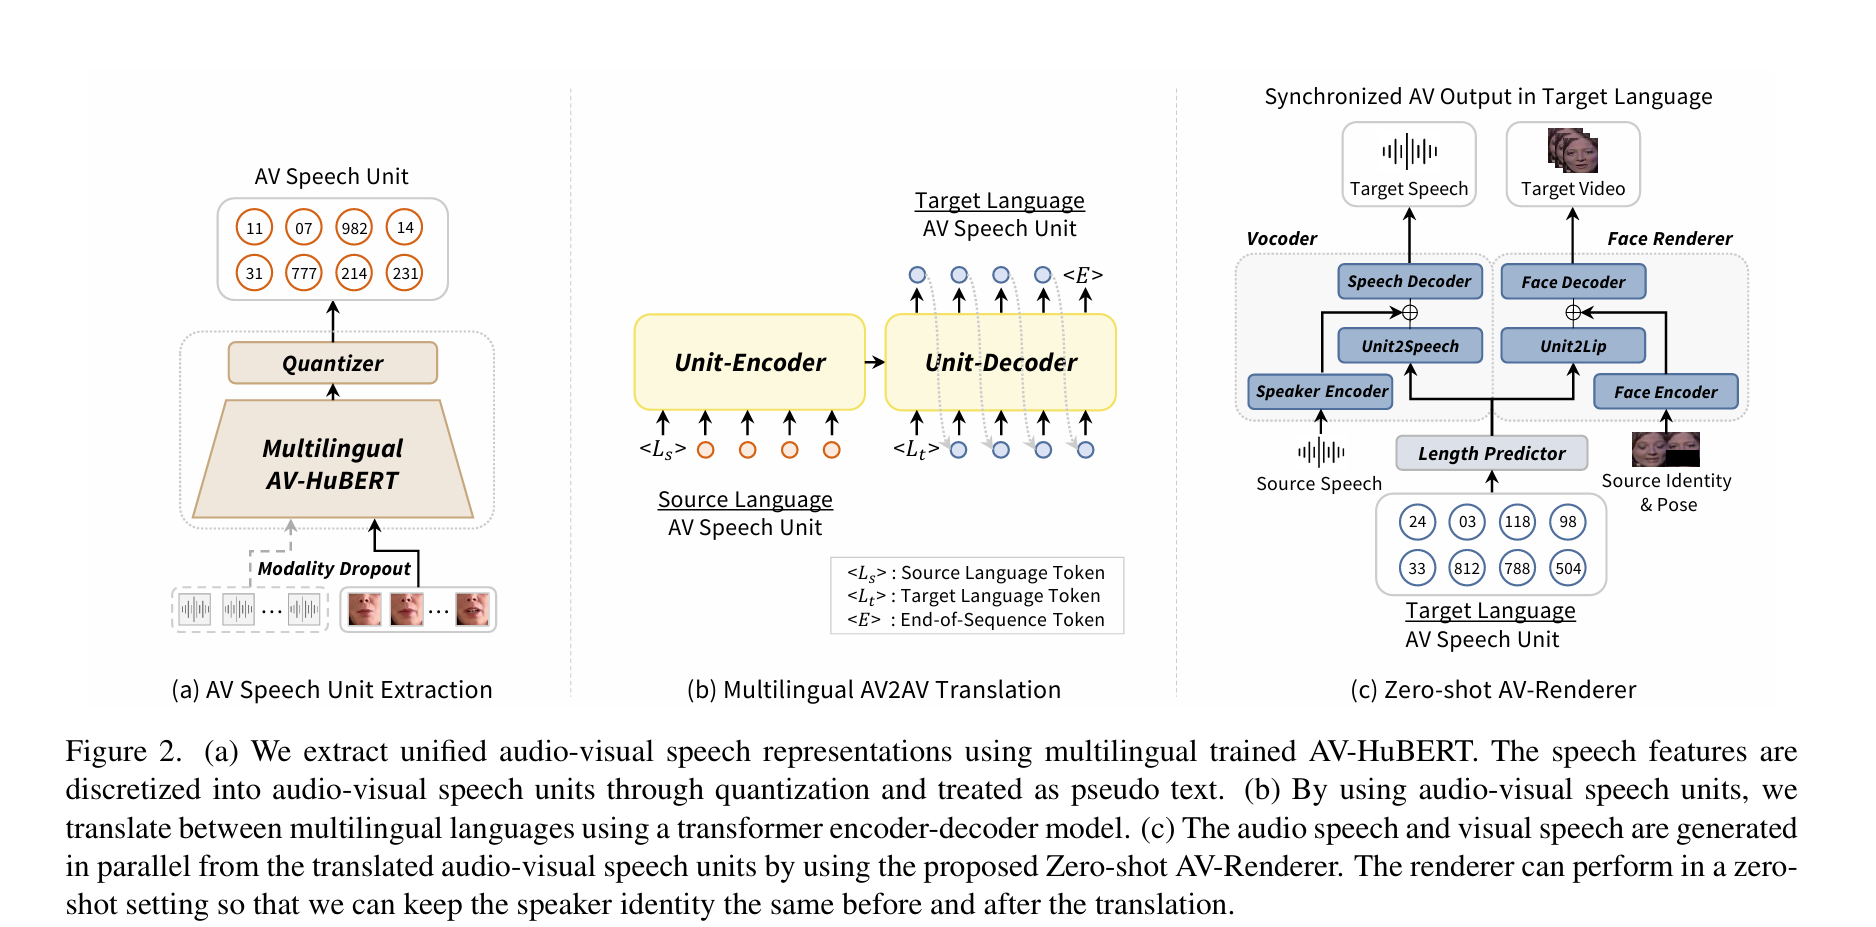 AV Speech Unit
11 07 982 14
31 777 214 231
Quantizer
Multilingual
AV-HuBERT
Modality Dropout
... ...
(a) AV Speech Unit Extraction
Target Language
AV Speech Unit
<E>
Unit-Encoder
Unit-Decoder
<Ls>
<Lt>
Source Language
AV Speech Unit
<Ls> : Source Language Token
<Lt> : Target Language Token
<E> : End-of-Sequence Token
(b) Multilingual AV2AV Translation
Synchronized AV Output in Target Language
Target Speech
Target Video
Vocoder
Face Renderer
Speech Decoder
Face Decoder
Unit2Speech
Unit2Lip
Speaker Encoder
Face Encoder
Length Predictor
Source Speech
Source Identity
& Pose
24 03 118 98
33 812 788 504
Target Language
AV Speech Unit
(c) Zero-shot AV-Renderer
Figure 2. (a) We extract unified audio-visual speech representations using multilingual trained AV-HuBERT. The speech features are
discretized into audio-visual speech units through quantization and treated as pseudo text. (b) By using audio-visual speech units, we
translate between multilingual languages using a transformer encoder-decoder model. (c) The audio speech and visual speech are generated
in parallel from the translated audio-visual speech units by using the proposed Zero-shot AV-Renderer. The renderer can perform in a zero-
shot setting so that we can keep the speaker identity the same before and after the translation.